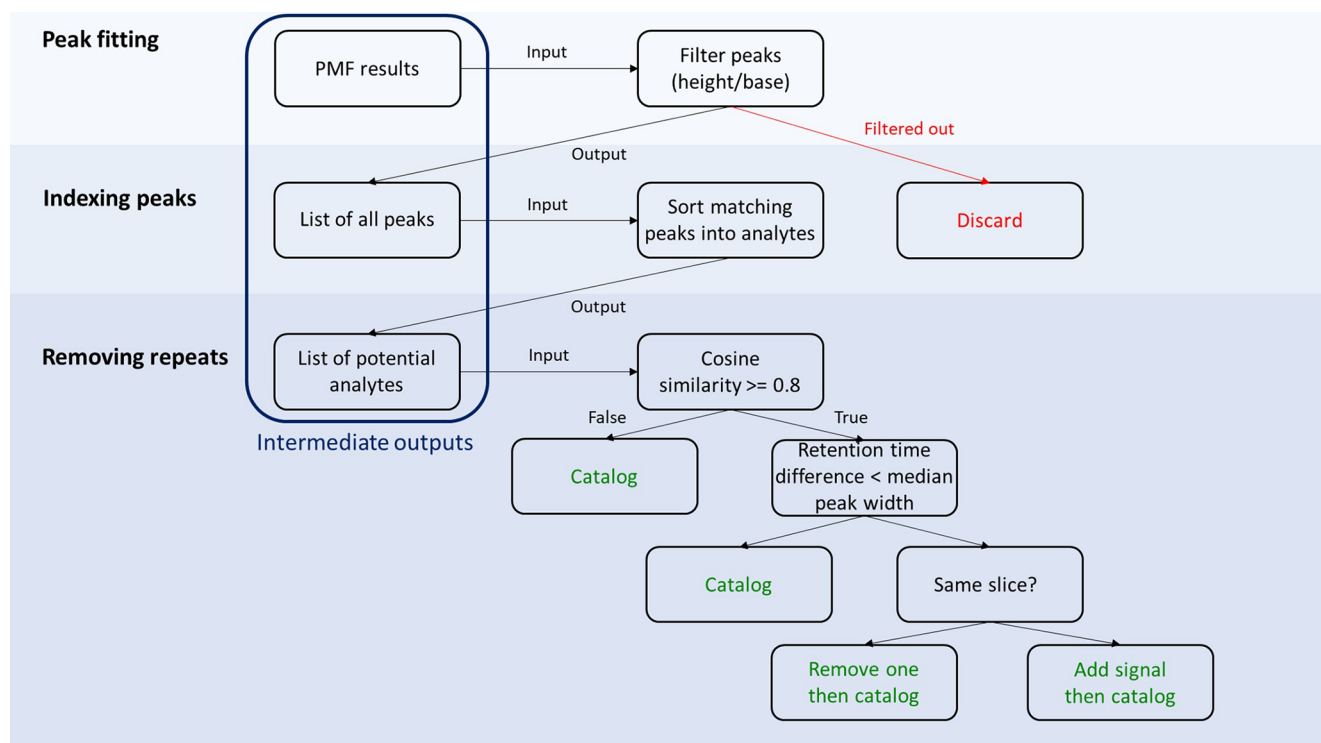 Peak fitting
PMF results
Input
Filter peaks
(height/base)
Filtered out
Output
Indexing peaks
List of all peaks
Input
Sort matching
peaks into analytes
Discard
Output
Removing repeats
List of potential
analytes
Input
Cosine
similarity >= 0.8
Intermediate outputs
False
True
Catalog
Retention time
difference < median
peak width
Catalog
Same slice?
Remove one
then catalog
Add signal
then catalog